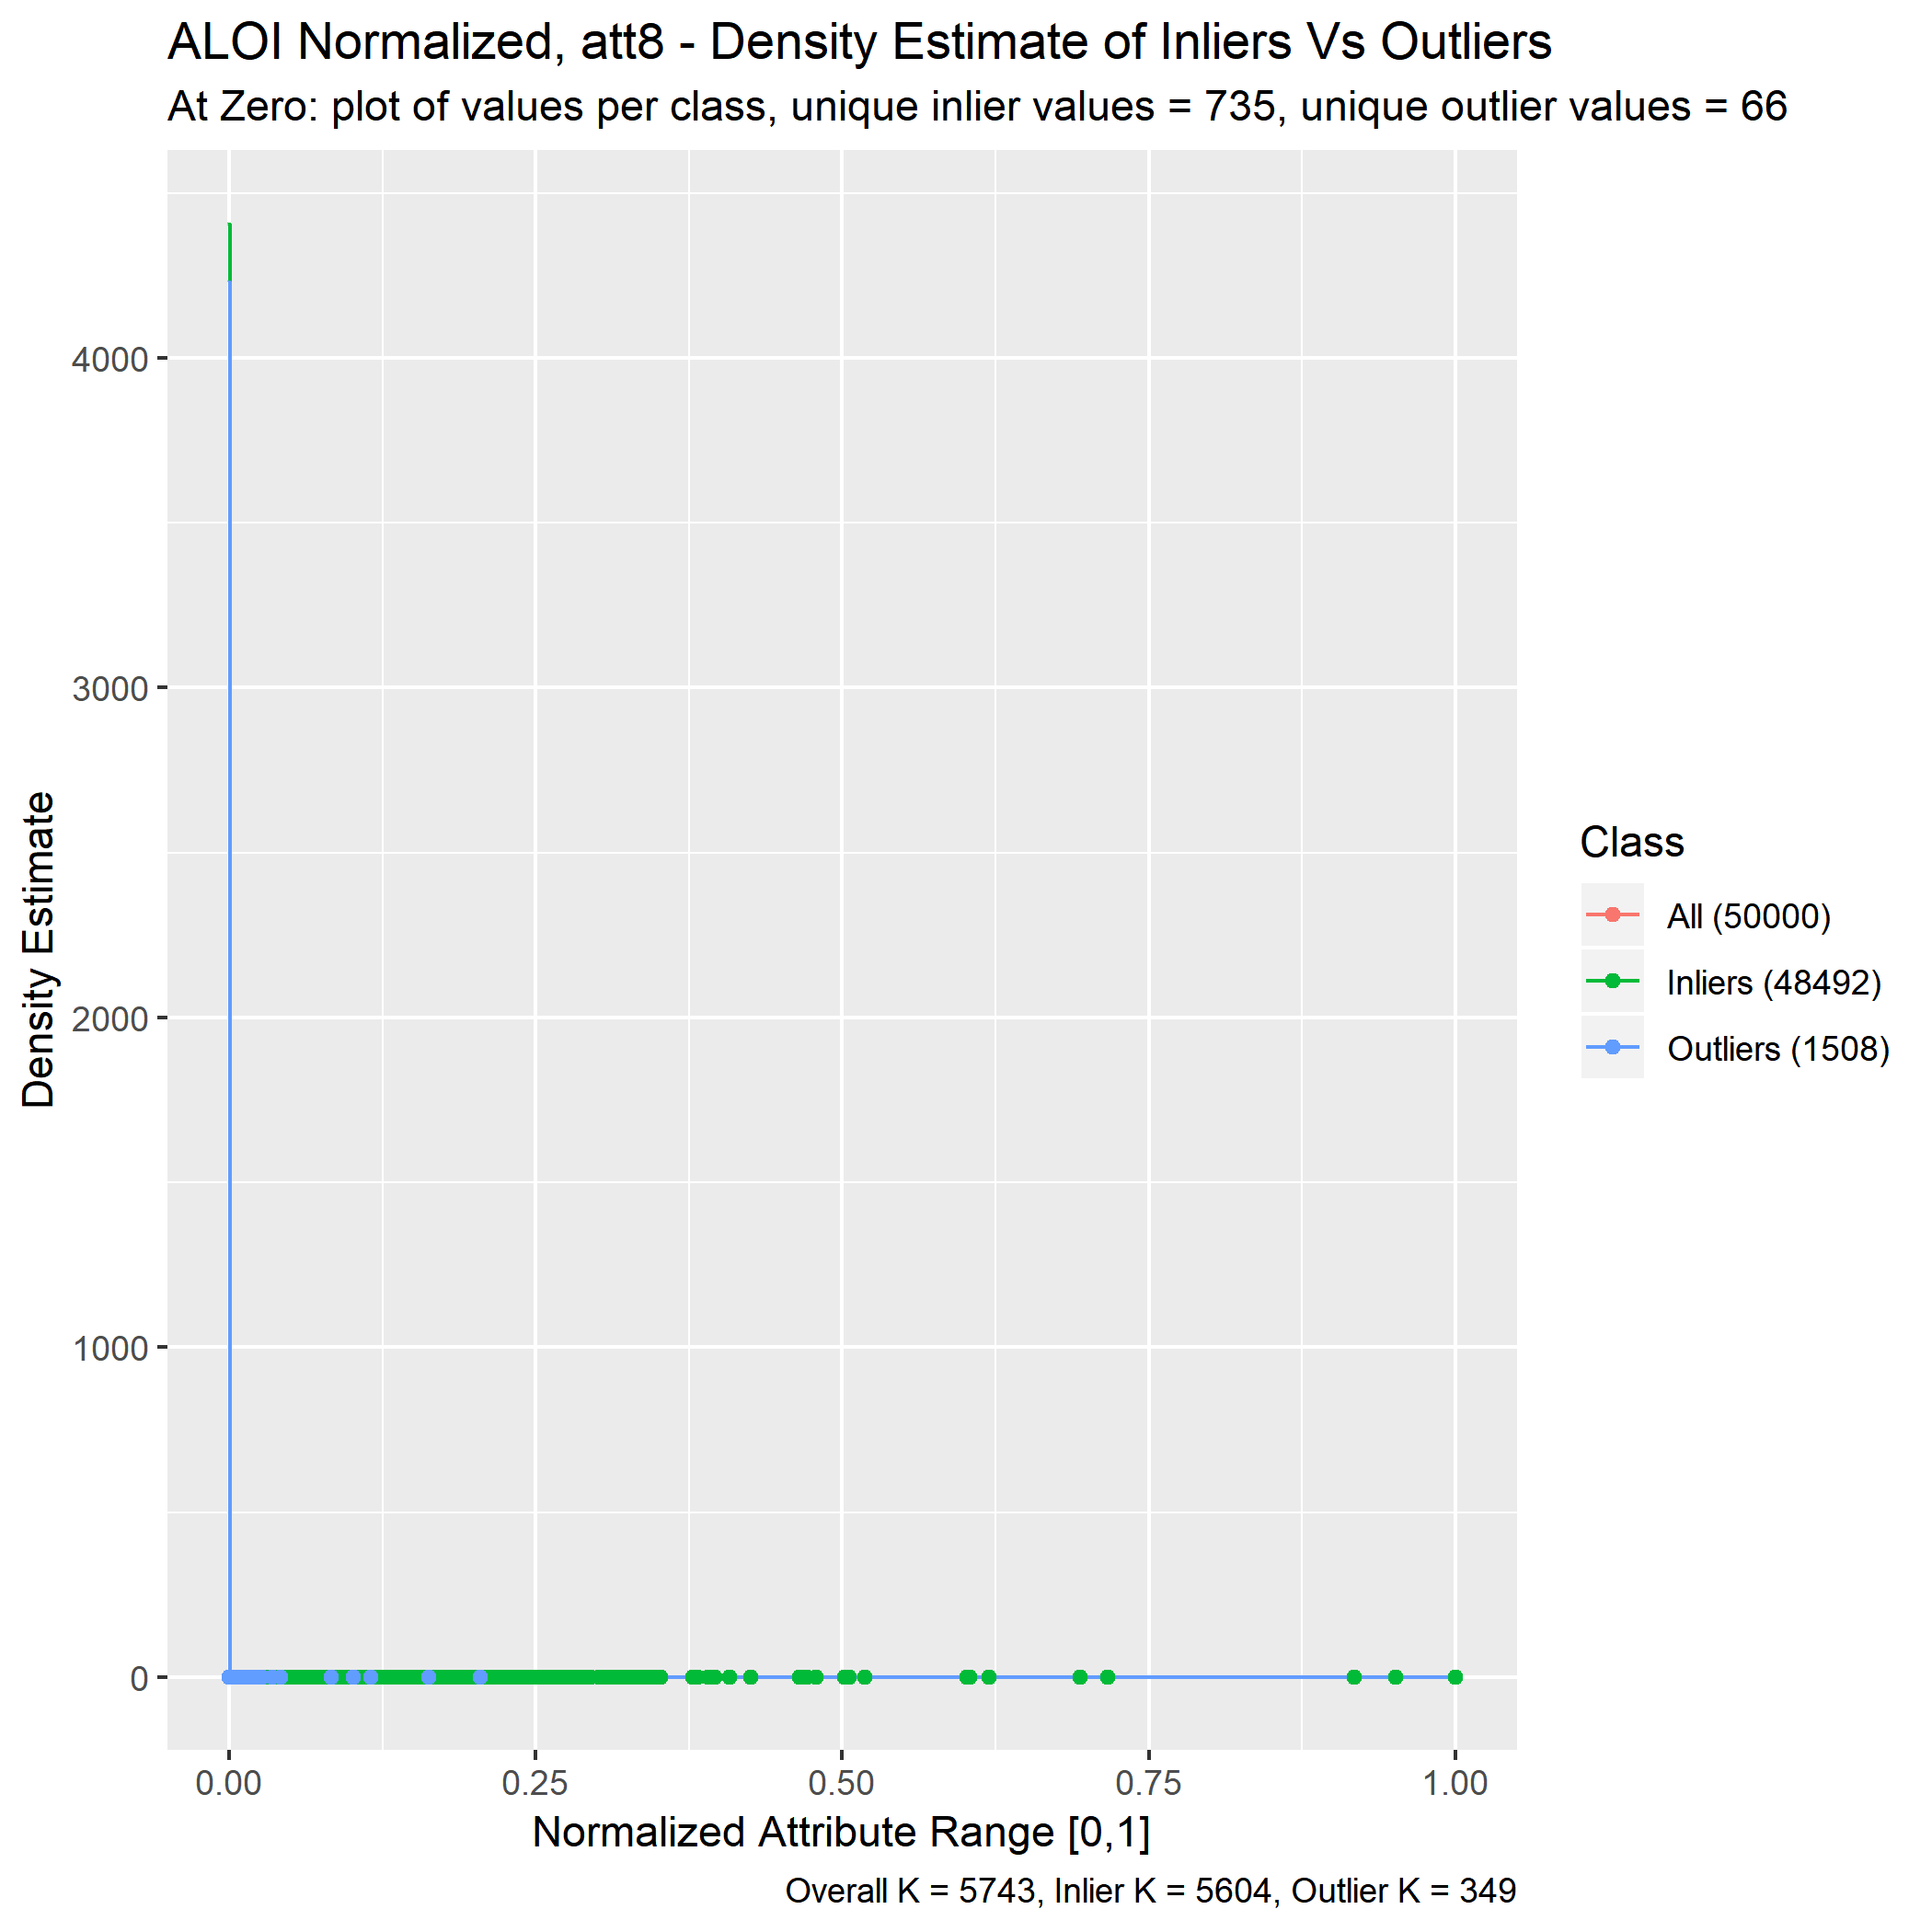 ALOI Normalized, att8 - Density Estimate of Inliers Vs Outliers
At Zero: plot of values per class, unique inlier values = 735, unique outlier values = 66
Density Estimate
4000
3000
2000
1000
0
0.00
0.25
0.50
0.75
1.00
Normalized Attribute Range [0,1]
Overall K = 5743, Inlier K = 5604, Outlier K = 349
Class
All (50000)
Inliers (48492)
Outliers (1508)